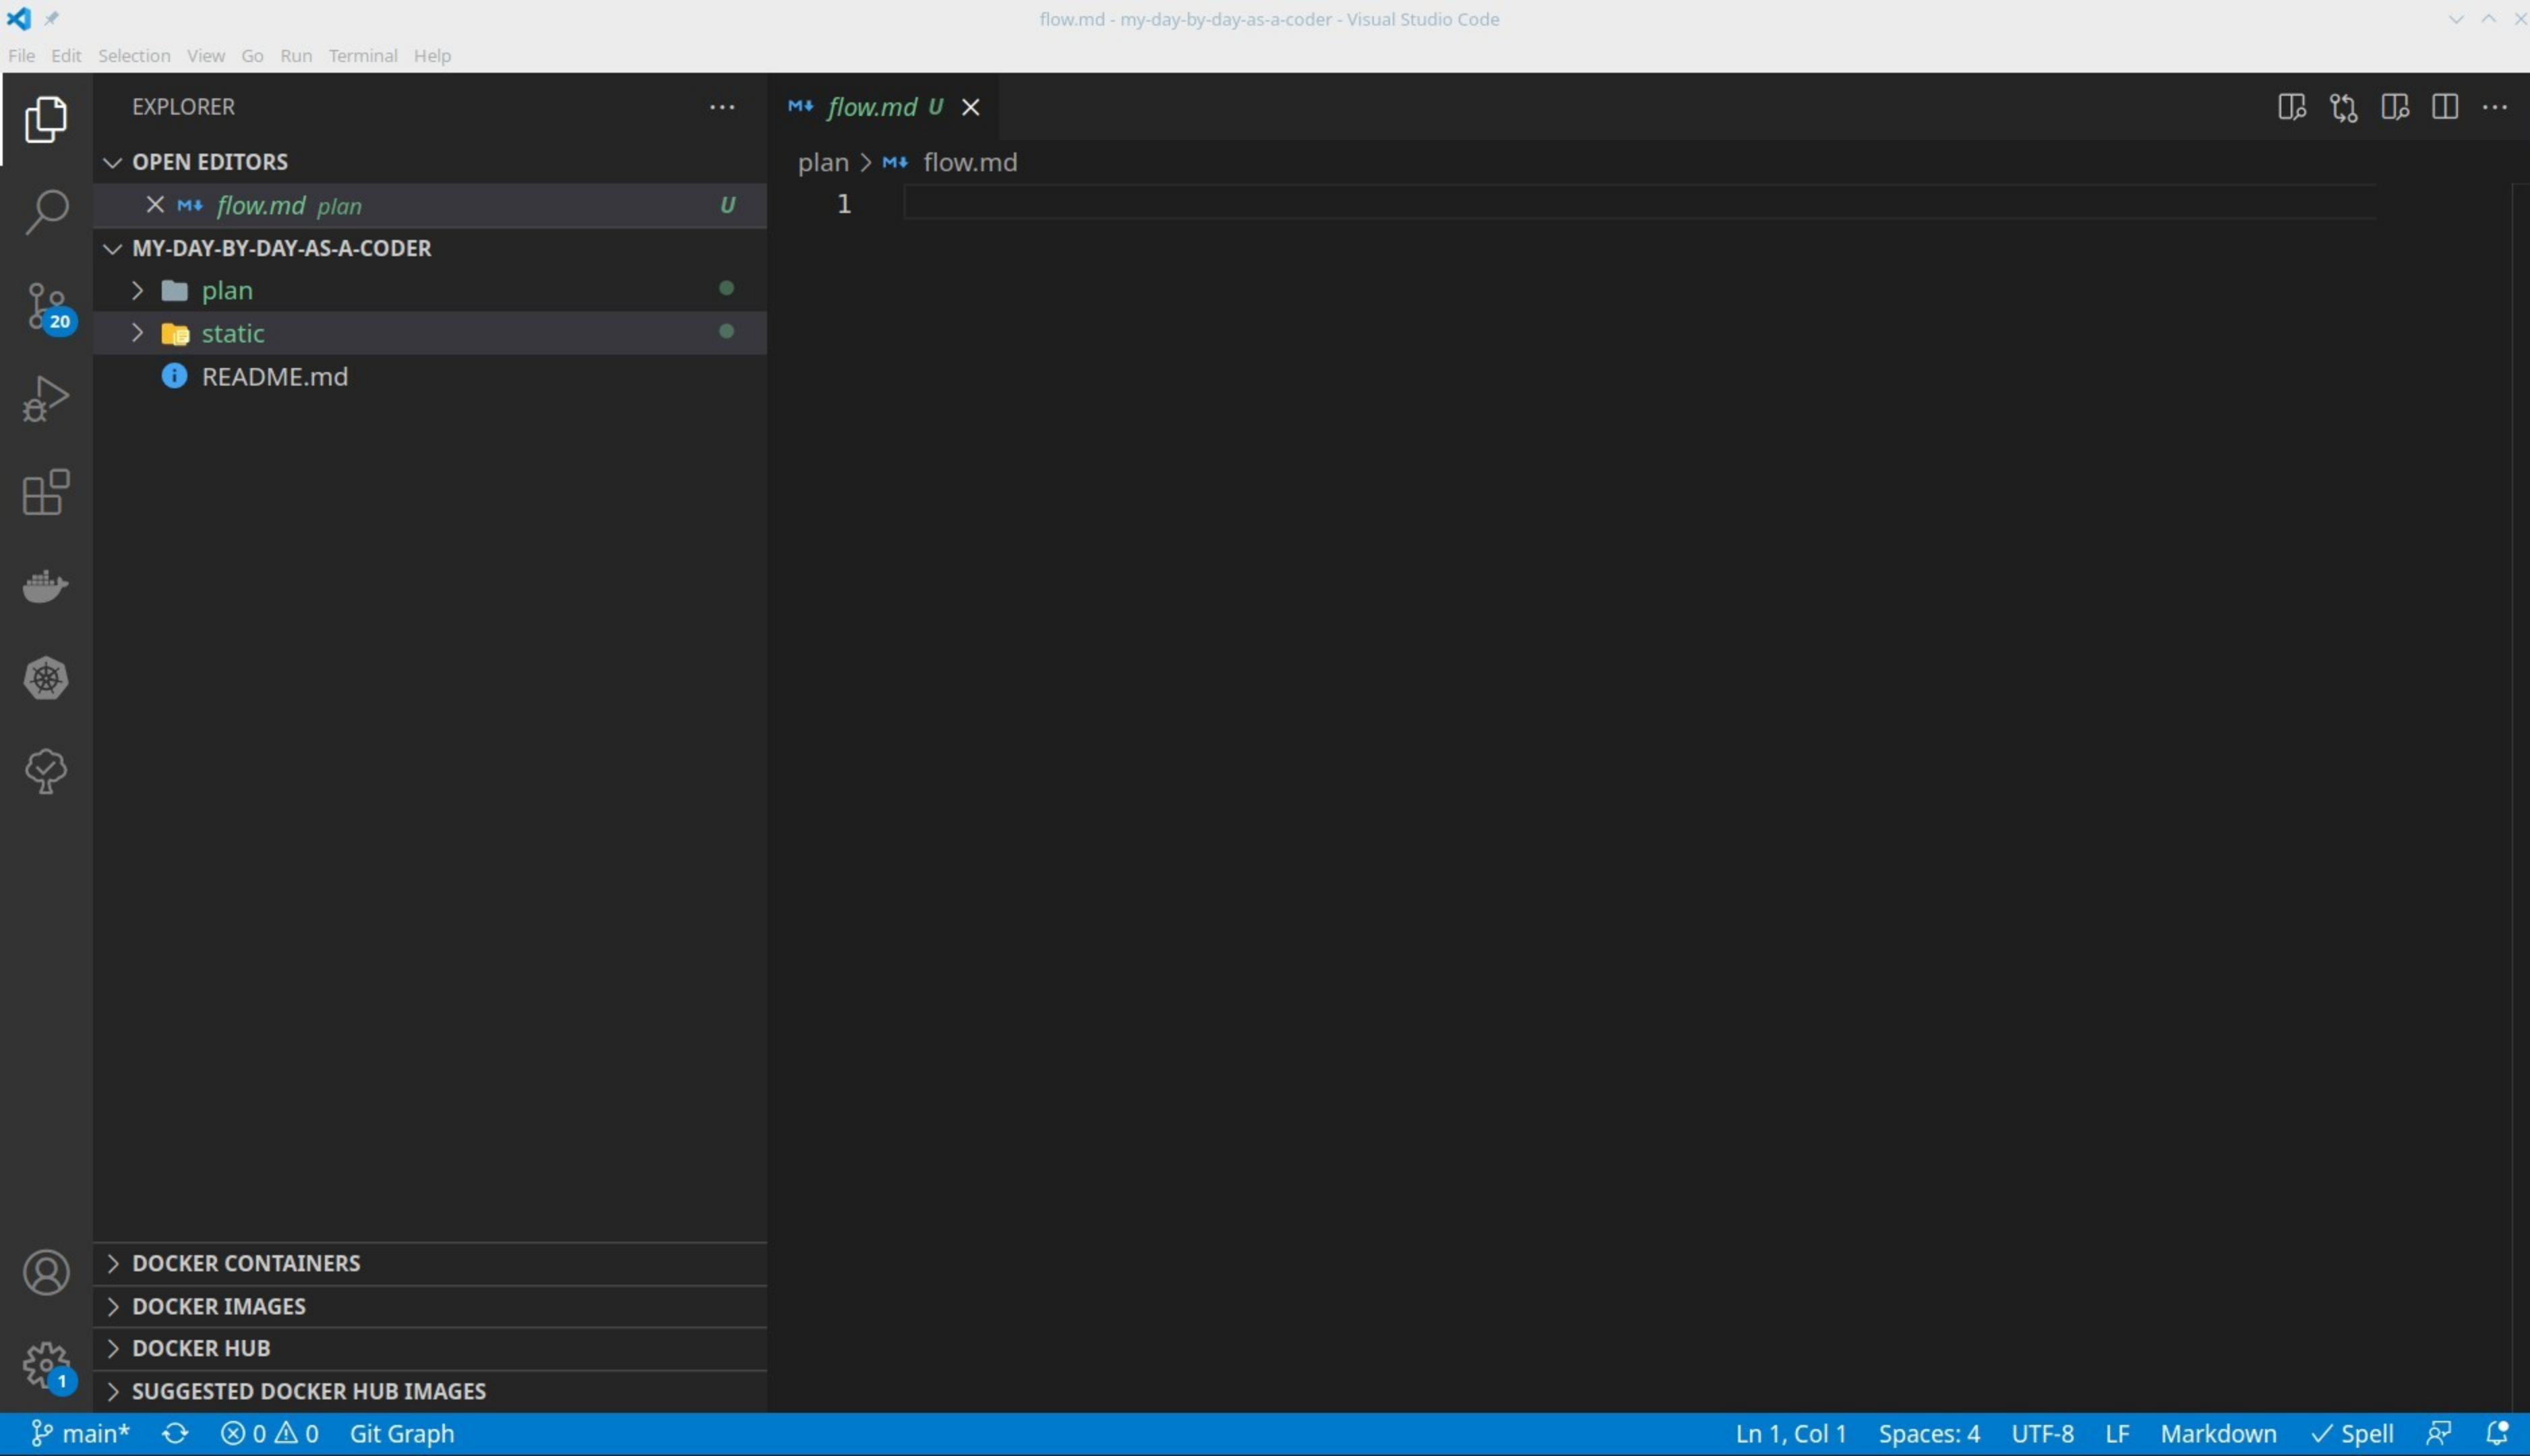 flow.md - my-day-by-day-as-a-coder - Visual Studio Code
File Edit Selection View Go Run Terminal Help
EXPLORER
OPEN EDITORS
flow.md plan U
MY-DAY-BY-DAY-AS-A-CODER
plan
static
README.md
20
DOCKER CONTAINERS
DOCKER IMAGES
DOCKER HUB
SUGGESTED DOCKER HUB IMAGES
1
flow.md U
plan > flow.md
1
main* 0 0 Git Graph
Ln 1, Col 1 Spaces: 4 UTF-8 LF Markdown Spell